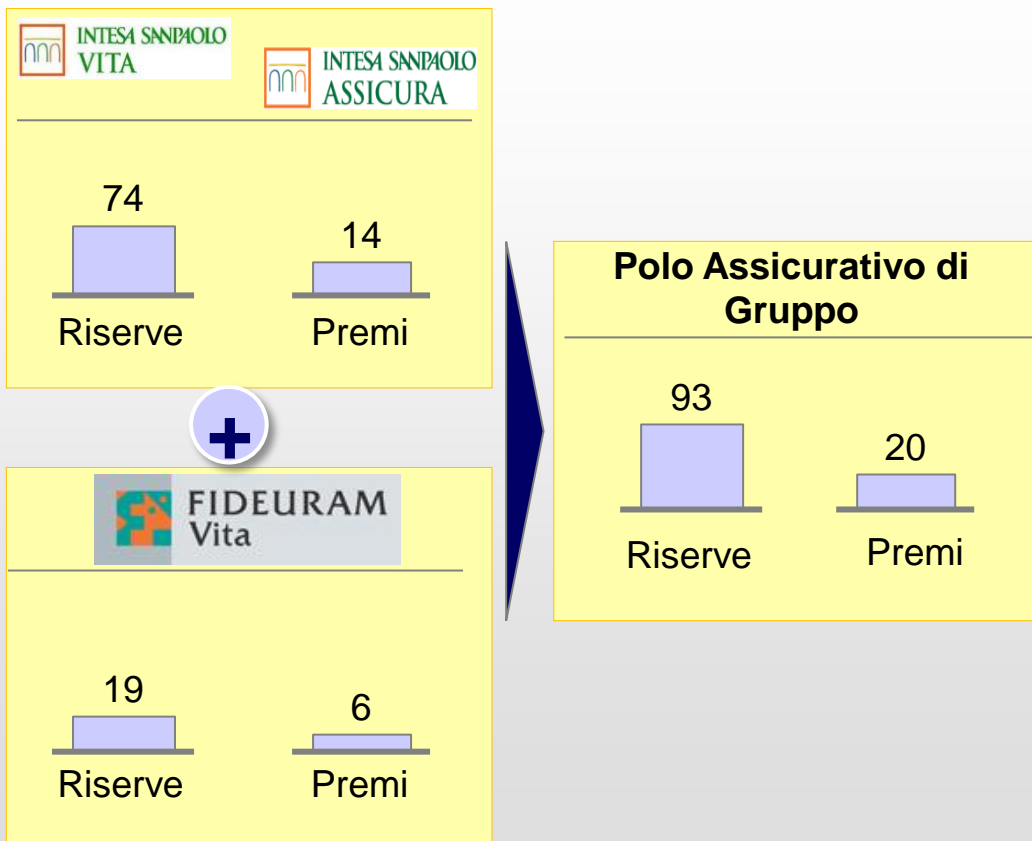 INTESA SANPAOLO
VITA
INTESA SANPAOLO
ASSICURA
74
14
Riserve
Premi
+
FIDEURAM
Vita
19
6
Riserve
Premi
Polo Assicurativo di
Gruppo
93
20
Riserve
Premi